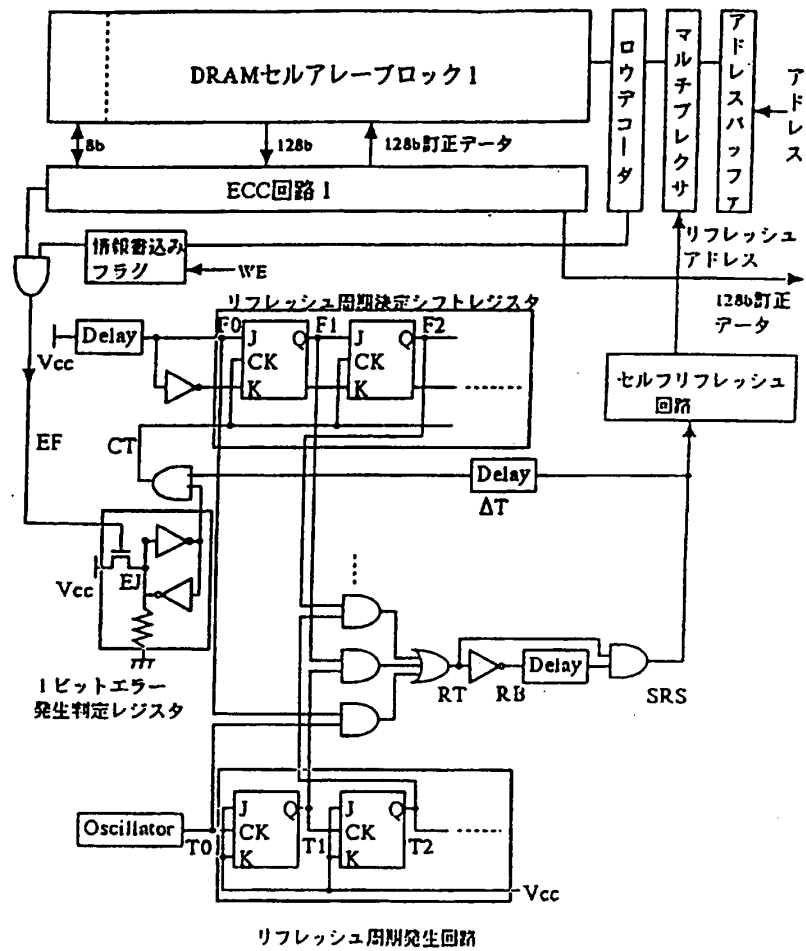 DRAMセルアレーブロック1
ロウデコーダ
マルチプレクサ
アドレスバッファ
アドレス
8b
128b
128b訂正データ
ECC回路1
情報書込み
フラグ
WE
リフレッシュ
アドレス
128b訂正
データ
リフレッシュ周期決定シフトレジスタ
Delay
Vcc
F0
J
Q
CK
K
F1
J
Q
CK
K
F2
セルフリフレッシュ
回路
EF
CT
Delay
ΔT
Vcc
EJ
1ビットエラー
発生判定レジスタ
RT
RB
Delay
SRS
Oscillator
T0
J
Q
CK
K
T1
J
Q
CK
K
T2
Vcc
リフレッシュ周期発生回路